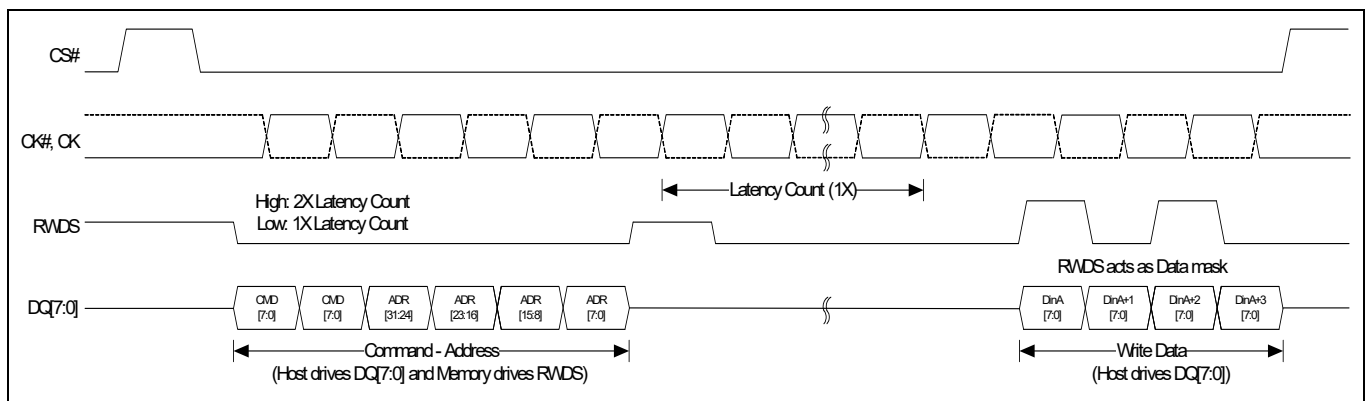 CS#
CK#, CK
Latency Count (1X)
High: 2X Latency Count
Low: 1X Latency Count
RWDS
RWDS acts as Data mask
DQ[7:0]
CMD [7:0]
CMD [7:0]
ADR [31:24]
ADR [23:16]
ADR [15:8]
ADR [7:0]
DinA [7:0]
DinA+1 [7:0]
DinA+2 [7:0]
DinA+3 [7:0]
Command - Address
(Host drives DQ[7:0] and Memory drives RWDS)
Write Data
(Host drives DQ[7:0])